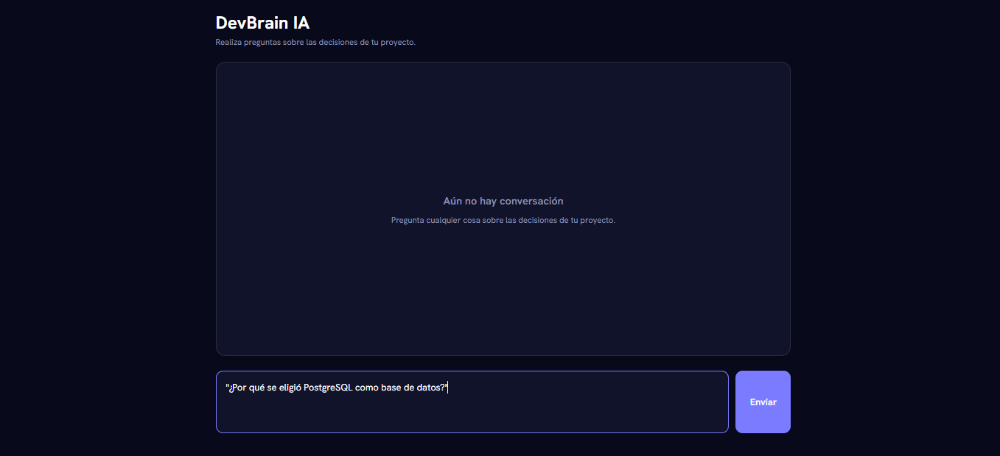 DevBrain IA
Realiza preguntas sobre las decisiones de tu proyecto.
Aún no hay conversación
Pregunta cualquier cosa sobre las decisiones de tu proyecto.
"¿Por qué se eligió PostgreSQL como base de datos?"
Enviar